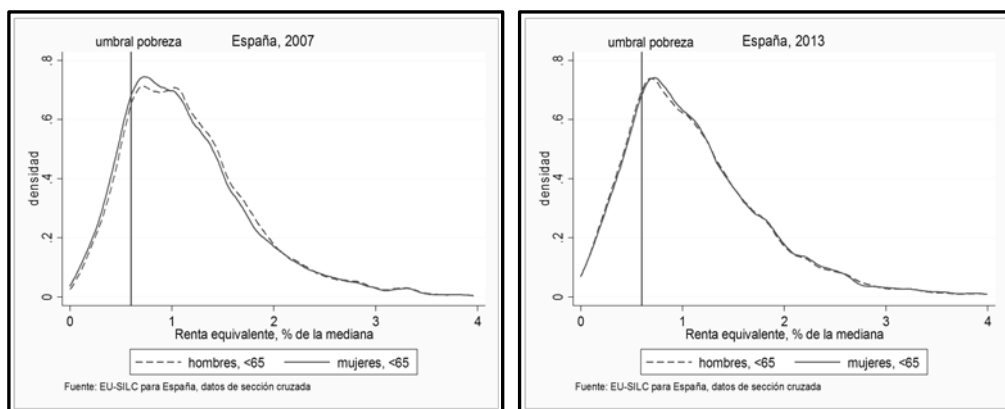 umbral pobreza España, 2007
.8
.6
.4
.2
0
densidad
0 1 2 3 4
Renta equivalente, % de la mediana
hombres, <65 mujeres, <65
Fuente: EU-SILC para España, datos de sección cruzada
umbral pobreza España, 2013
.8
.6
.4
.2
0
densidad
0 1 2 3 4
Renta equivalente, % de la mediana
hombres, <65 mujeres, <65
Fuente: EU-SILC para España, datos de sección cruzada